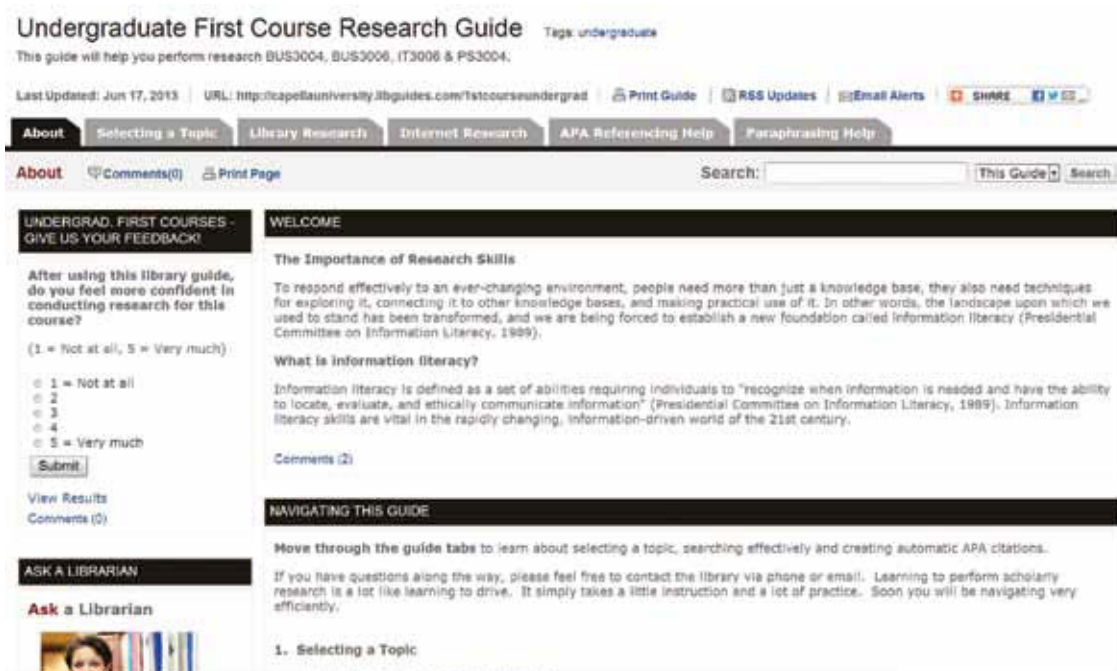 Undergraduate First Course Research Guide Tags: undergraduate
This guide will help you perform research BUS3004, BUS3006, IT3006 & PS3004.
Last Updated: Jun 17, 2013 URL: http://capellauniversity.libguides.com/1stcourseundergrad Print Guide RSS Updates Email Alerts SHARE
About Selecting a Topic Library Research Internet Research APA Referencing Help Paraphrasing Help
About Comments(0) Print Page Search: This Guide Search
UNDERGRAD. FIRST COURSES -
GIVE US YOUR FEEDBACK!
After using this library guide,
do you feel more confident in
conducting research for this
course?
(1 = Not at all, 5 = Very much)
1 = Not at all
2
3
4
5 = Very much
Submit
View Results
Comments (0)
ASK A LIBRARIAN
Ask a Librarian
WELCOME
The Importance of Research Skills
To respond effectively to an ever-changing environment, people need more than just a knowledge base, they also need techniques
for exploring it, connecting it to other knowledge bases, and making practical use of it. In other words, the landscape upon which we
used to stand has been transformed, and we are being forced to establish a new foundation called information literacy (Presidential
Committee on Information Literacy, 1989).
What is information literacy?
Information literacy is defined as a set of abilities requiring individuals to "recognize when information is needed and have the ability
to locate, evaluate, and ethically communicate information" (Presidential Committee on Information Literacy, 1989). Information
literacy skills are vital in the rapidly changing, information-driven world of the 21st century.
Comments (2)
NAVIGATING THIS GUIDE
Move through the guide tabs to learn about selecting a topic, searching effectively and creating automatic APA citations.
If you have questions along the way, please feel free to contact the library via phone or email. Learning to perform scholarly
research is a lot like learning to drive. It simply takes a little instruction and a lot of practice. Soon you will be navigating very
efficiently.
1. Selecting a Topic